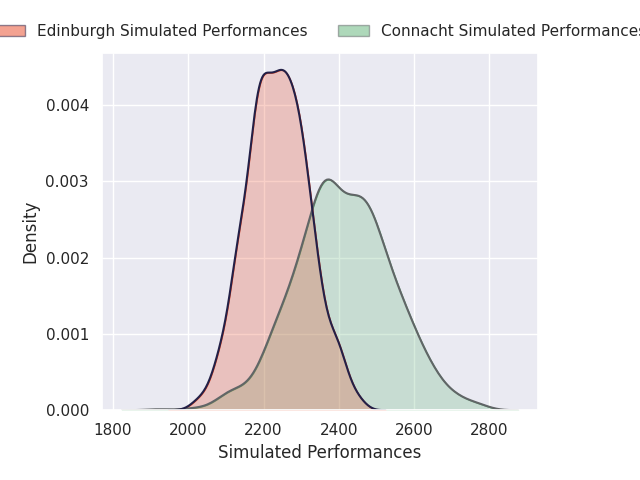 Edinburgh Simulated Performances
Connacht Simulated Performances
0.004
0.003
0.002
0.001
0.000
Density
1800 2000 2200 2400 2600 2800
Simulated Performances